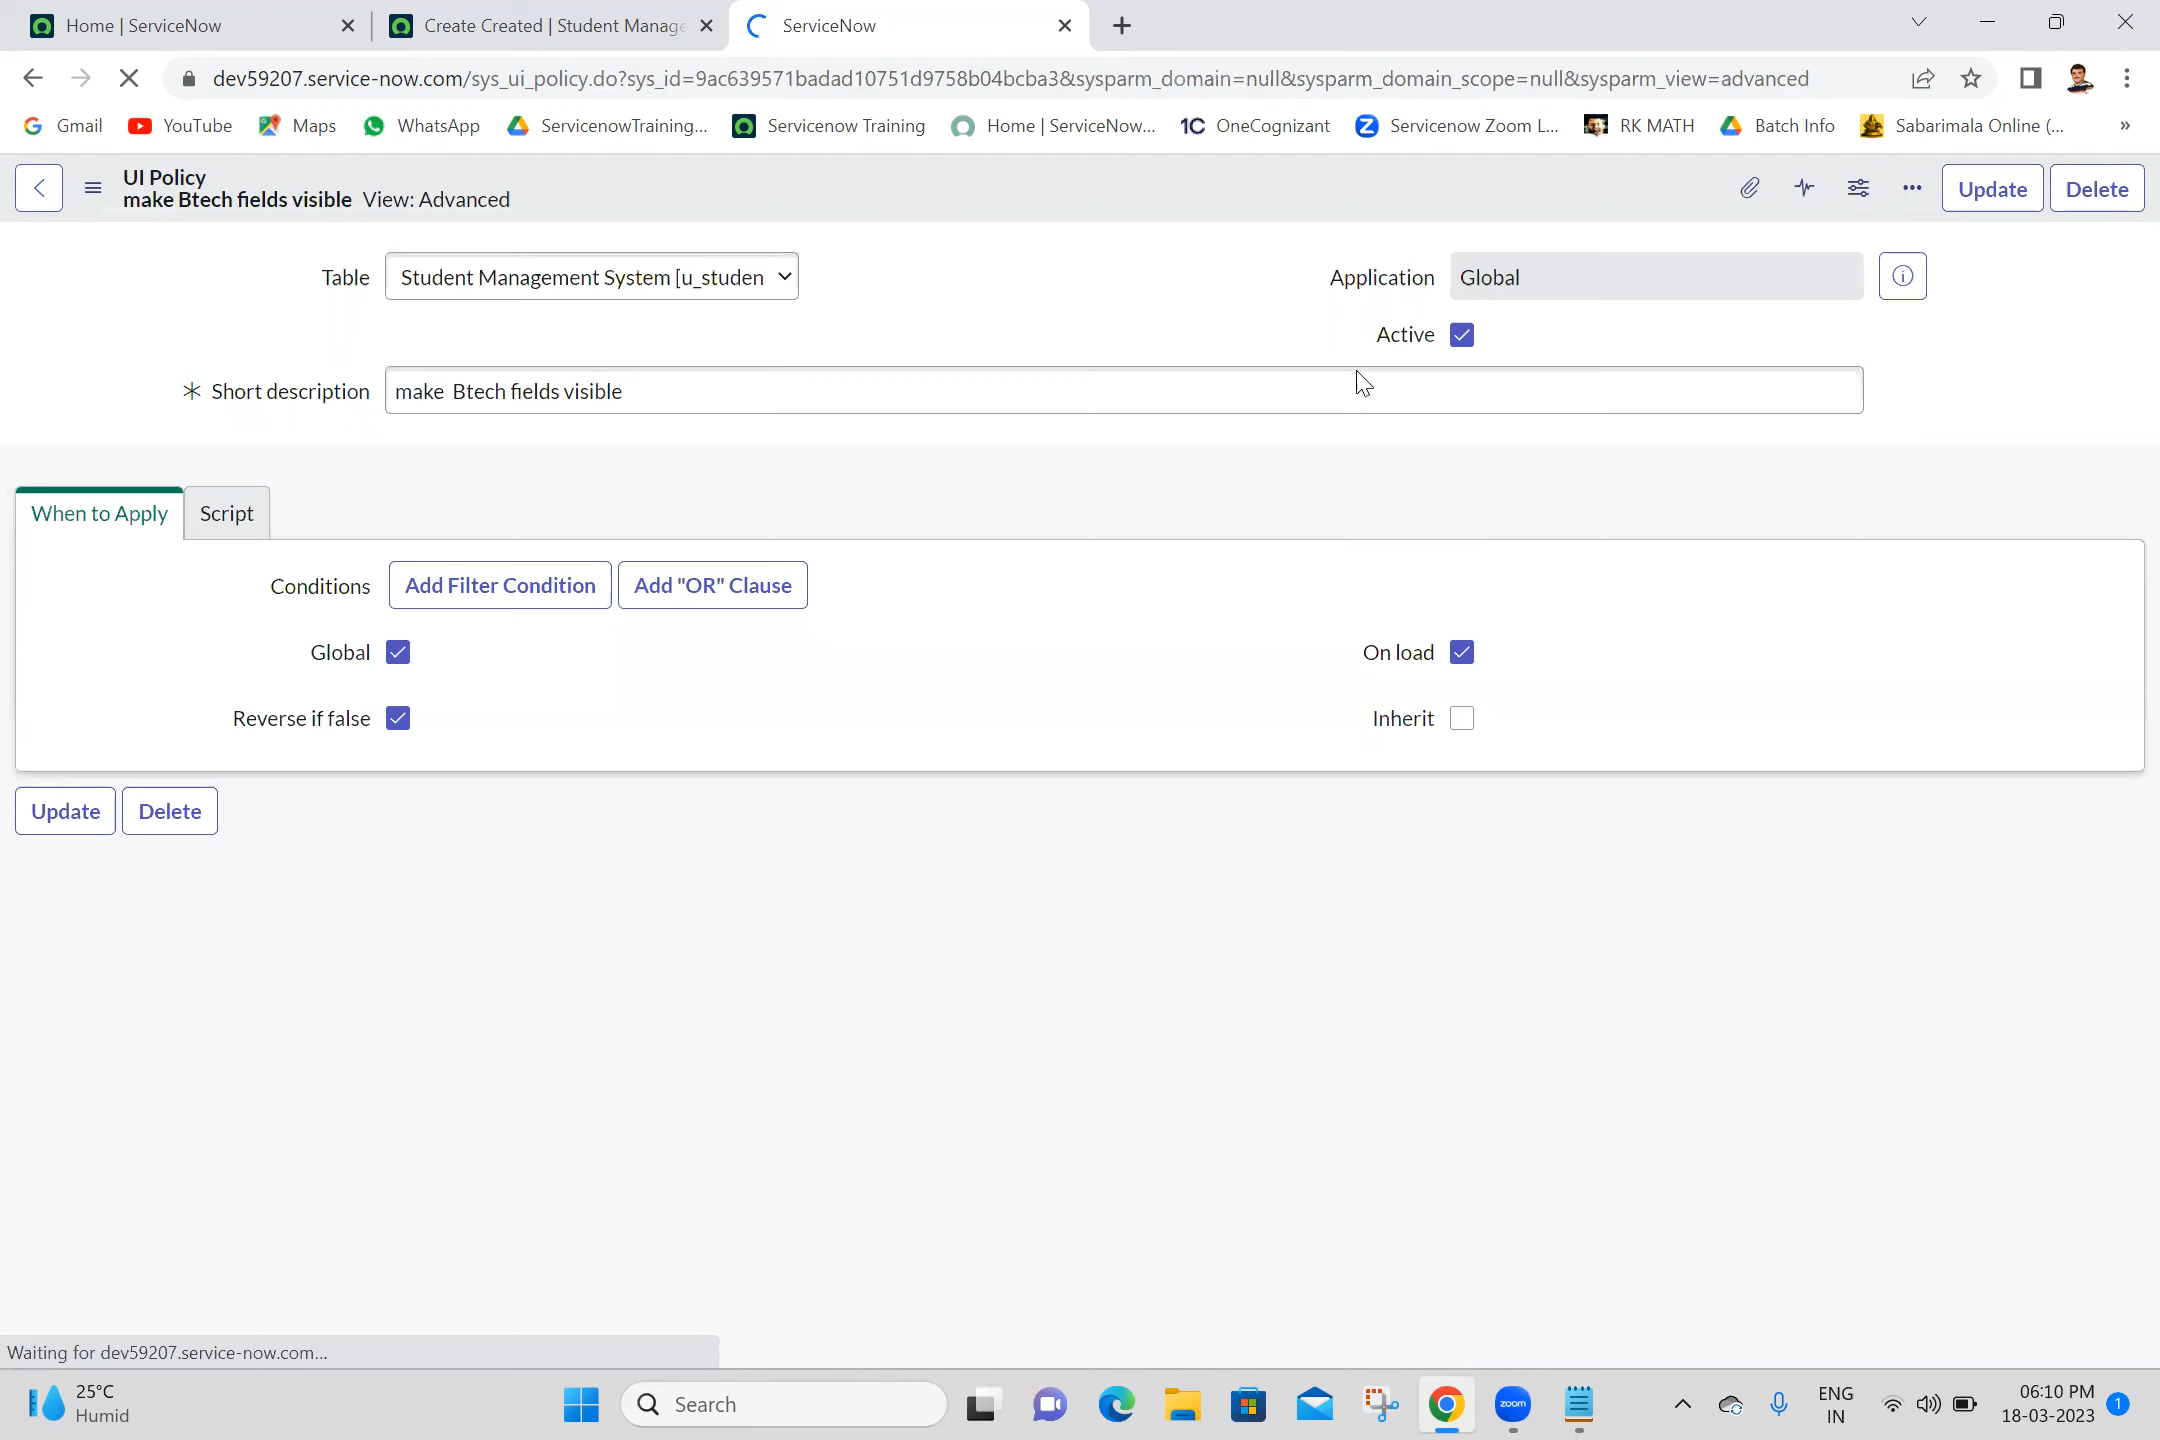 Home | ServiceNow
Create Created | Student Manage
ServiceNow
dev59207.service-now.com/sys_ui_policy.do?sys_id=9ac639571badad10751d9758b04bcba3&sysparm_domain=null&sysparm_domain_scope=null&sysparm_view=advanced
Gmail
YouTube
Maps
WhatsApp
ServicenowTraining...
Servicenow Training
Home | ServiceNow...
1C OneCognizant
Servicenow Zoom L...
RK MATH
Batch Info
Sabarimala Online (...
»
UI Policy
make Btech fields visible View: Advanced
Update
Delete
Table
Student Management System [u_studen
Application
Global
Active
Short description
make Btech fields visible
When to Apply
Script
Conditions
Add Filter Condition
Add "OR" Clause
Global
On load
Reverse if false
Inherit
Update
Delete
Waiting for dev59207.service-now.com...
25°C
Humid
Search
zoom
ENG
IN
06:10 PM
18-03-2023
1